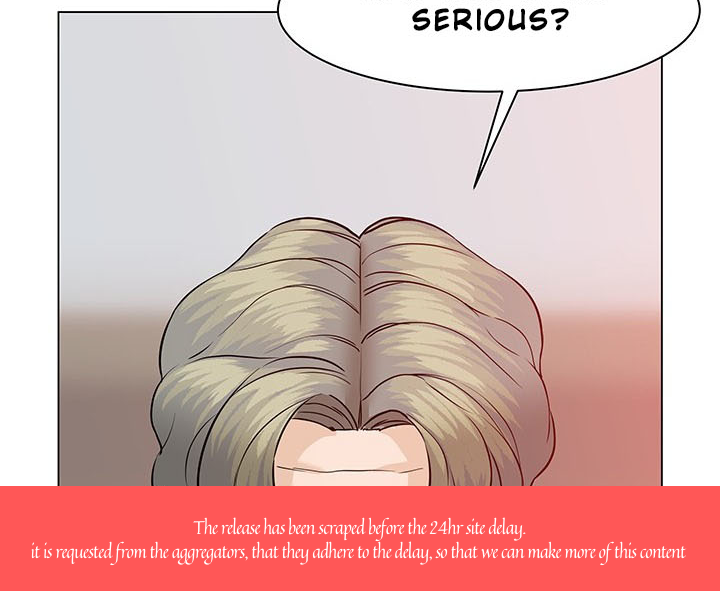 SERIOUS?
The release has been scraped before the 24hr site delay.
it is requested from the aggregators, that they adhere to the delay, so that we can make more of this content